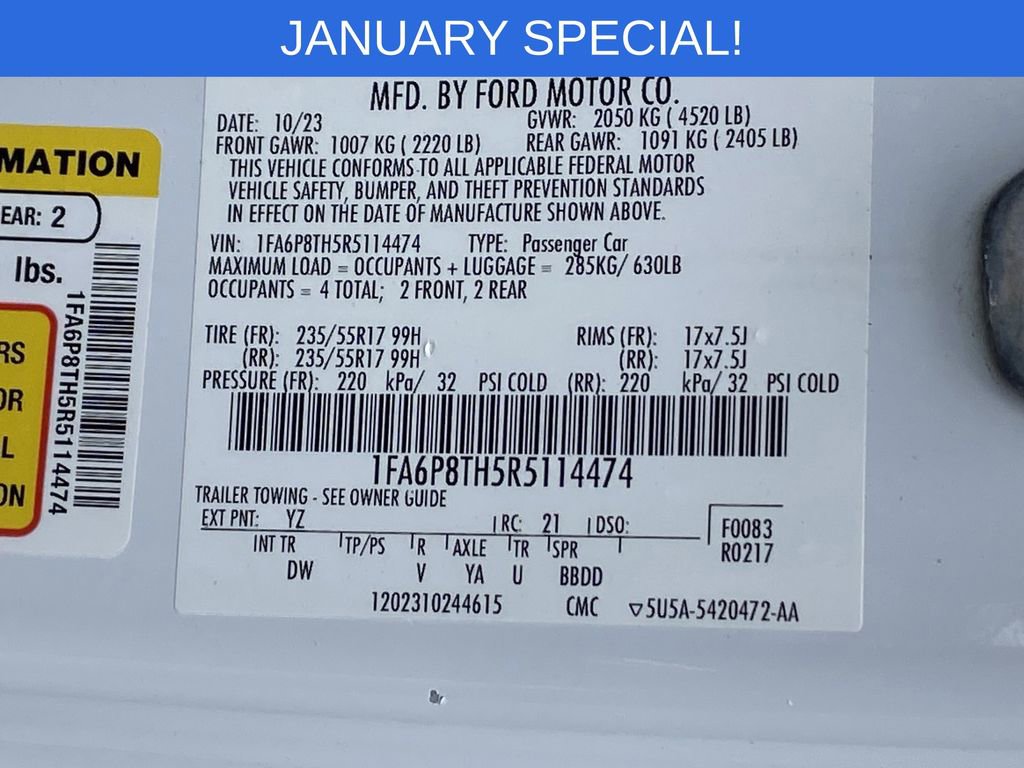 JANUARY SPECIAL!
MFD. BY FORD MOTOR CO.
DATE: 10/23 GVWR: 2050 KG ( 4520 LB)
FRONT GAWR: 1007 KG ( 2220 LB) REAR GAWR: 1091 KG ( 2405 LB)
THIS VEHICLE CONFORMS TO ALL APPLICABLE FEDERAL MOTOR
VEHICLE SAFETY, BUMPER, AND THEFT PREVENTION STANDARDS
IN EFFECT ON THE DATE OF MANUFACTURE SHOWN ABOVE.
VIN: 1FA6P8TH5R5114474 TYPE: Passenger Car
MAXIMUM LOAD = OCCUPANTS + LUGGAGE = 285KG/ 630LB
OCCUPANTS = 4 TOTAL; 2 FRONT, 2 REAR
TIRE (FR): 235/55R17 99H RIMS (FR): 17x7.5J
(RR): 235/55R17 99H (RR): 17x7.5J
PRESSURE (FR): 220 kPa/ 32 PSI COLD (RR): 220 kPa/ 32 PSI COLD
1FA6P8TH5R5114474
TRAILER TOWING - SEE OWNER GUIDE
EXT PNT: YZ RC: 21 DSO: F0083
R0217
INT TR TP/PS R AXLE TR SPR
DW V YA U BBDD
1202310244615 CMC ▽5U5A-5420472-AA
MATION
EAR: 2
lbs.
1FA6P8TH5R5114474
RS
OR
L
ON